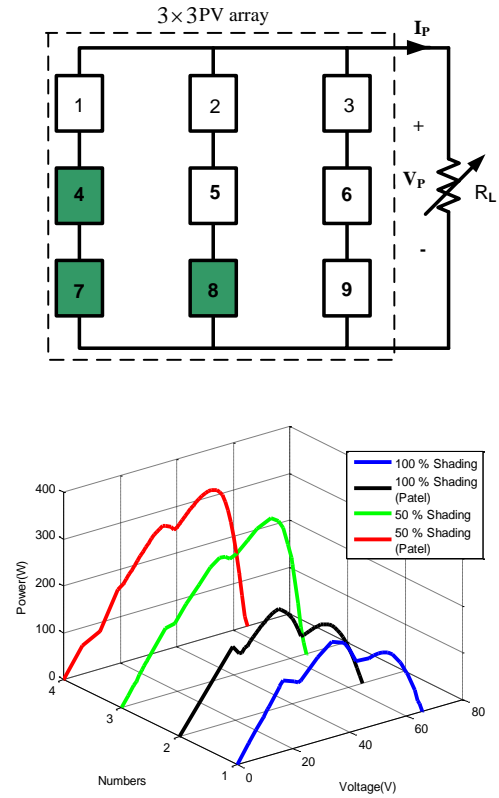 3×3PV array
I_P
1
2
3
+
4
5
6
V_P
R_L
7
8
9
-
400
300
200
100
0
Power(W)
4
3
2
1
Numbers
0
20
40
60
80
Voltage(V)
100 % Shading
100 % Shading
(Patel)
50 % Shading
50 % Shading
(Patel)